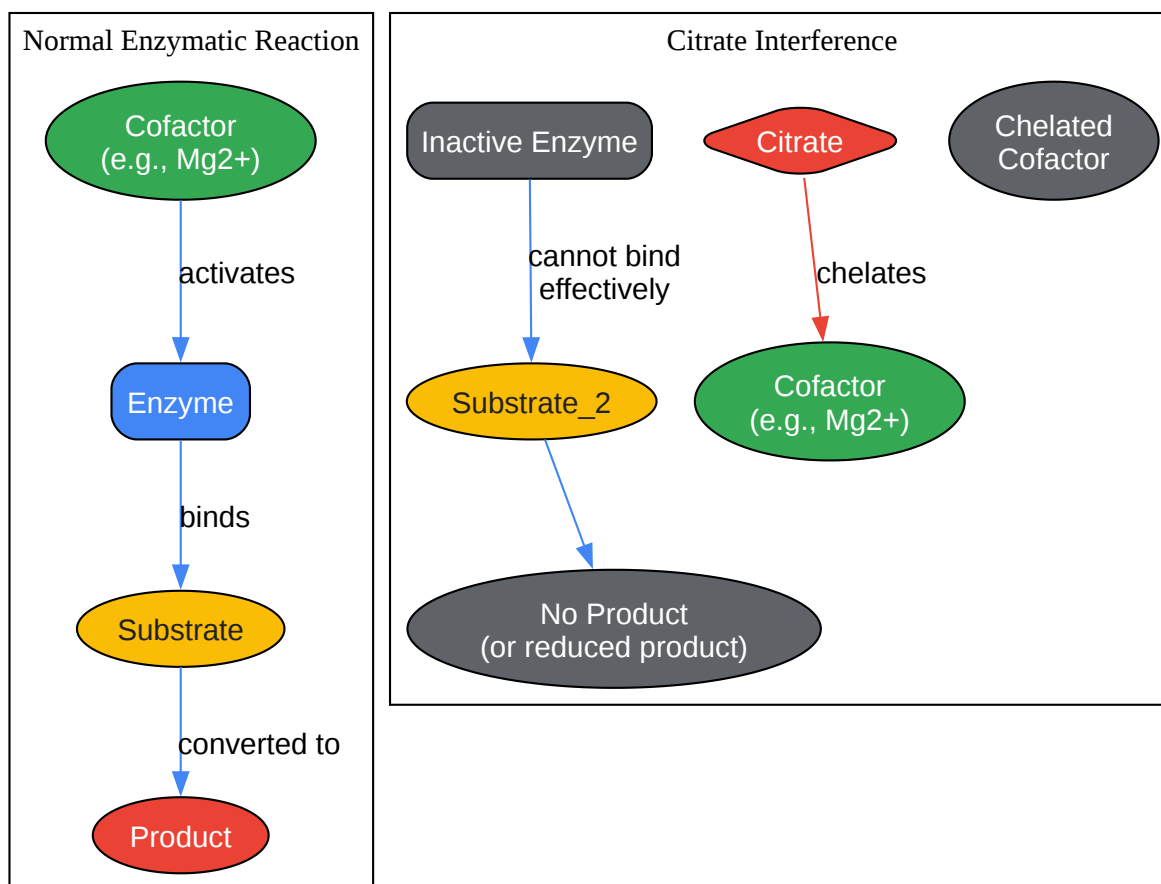 Normal Enzymatic Reaction
Cofactor
(e.g., Mg2+)
activates
Enzyme
binds
Substrate
converted to
Product
Citrate Interference
Inactive Enzyme
cannot bind
effectively
Substrate_2
No Product
(or reduced product)
Citrate
chelates
Cofactor
(e.g., Mg2+)
Chelated
Cofactor